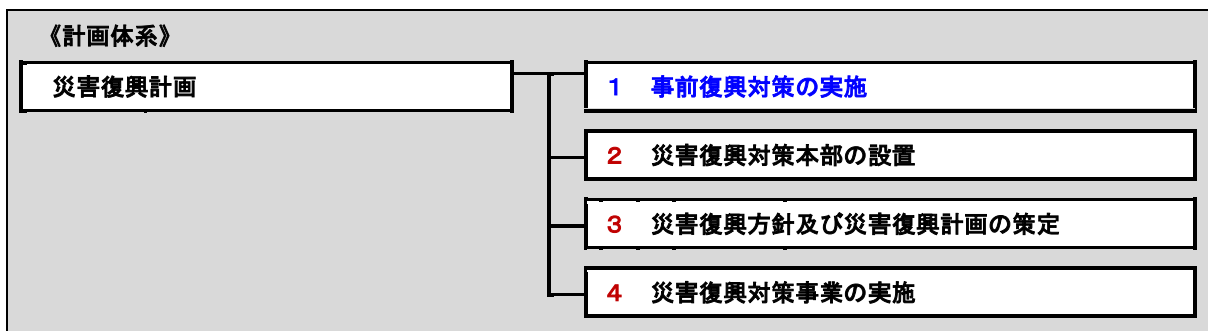 《計画体系》
災害復興計画
１　事前復興対策の実施
２　災害復興対策本部の設置
３　災害復興方針及び災害復興計画の策定
４　災害復興対策事業の実施